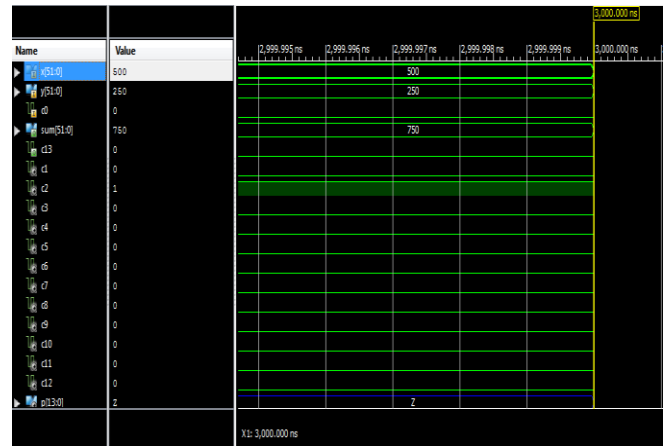 3,000.000 ns
Name Value 2,999.995 ns 2,999.996 ns 2,999.997 ns 2,999.998 ns 2,999.999 ns 3,000.000 ns
x[51:0] 500 500
y[51:0] 250 250
c0 0
sum[51:0] 750 750
c13 0
c1 0
c2 1
c3 0
c4 0
c5 0
c6 0
c7 0
c8 0
c9 0
c10 0
c11 0
c12 0
p[13:0] Z Z
X1: 3,000.000 ns